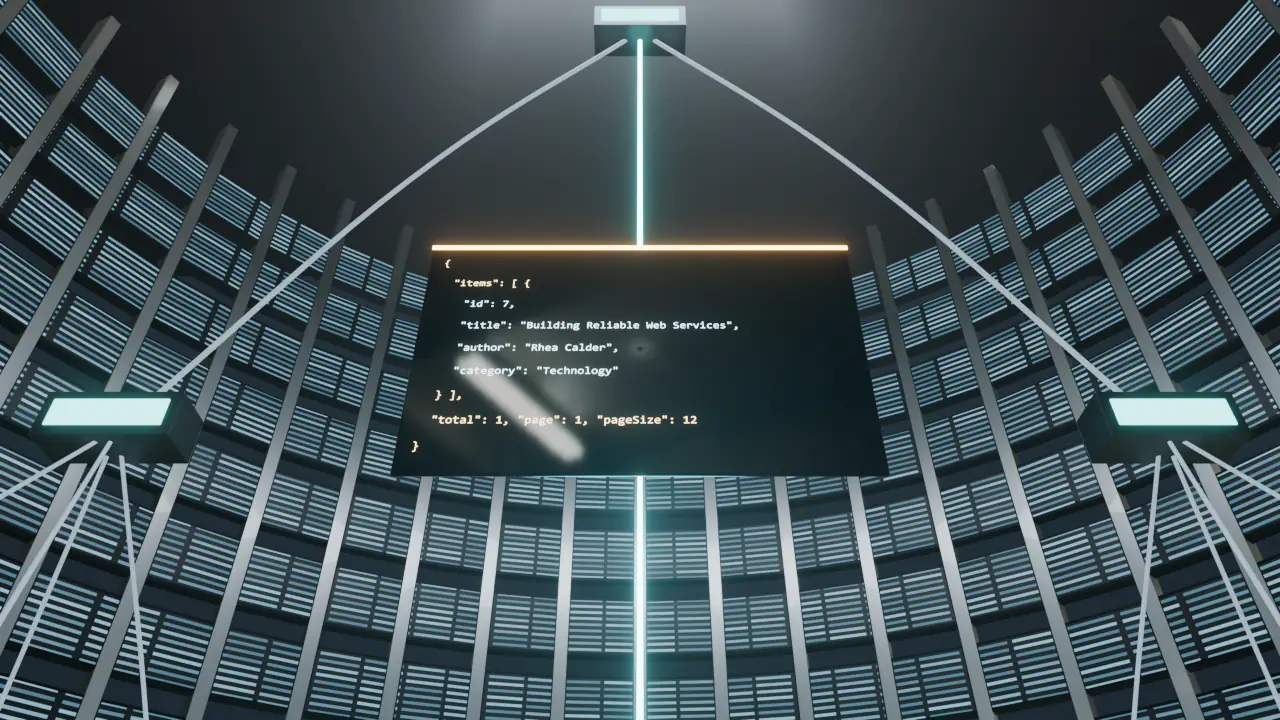 {
"items": [ {
"id": 7,
"title": "Building Reliable Web Services",
"author": "Rhea Calder",
"category": "Technology"
} ],
"total": 1, "page": 1, "pageSize": 12
}